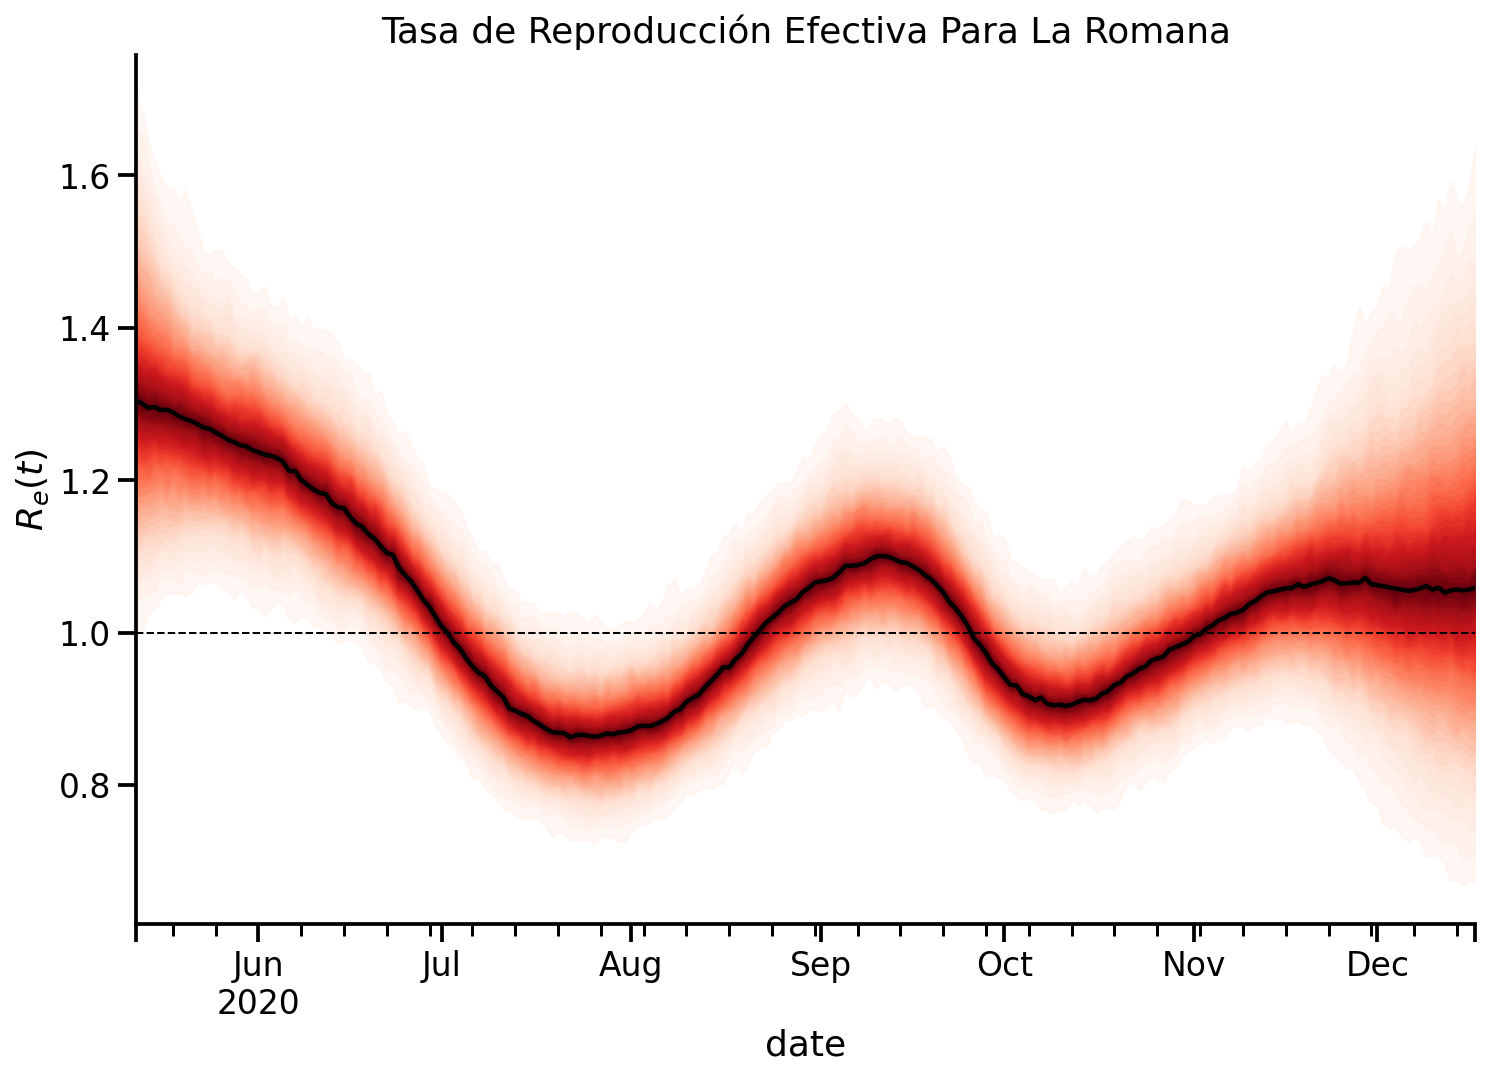 Tasa de Reproducción Efectiva Para La Romana
1.6
1.4
1.2
1.0
0.8
Rₑ(t)
Jun Jul Aug Sep Oct Nov Dec
2020
date